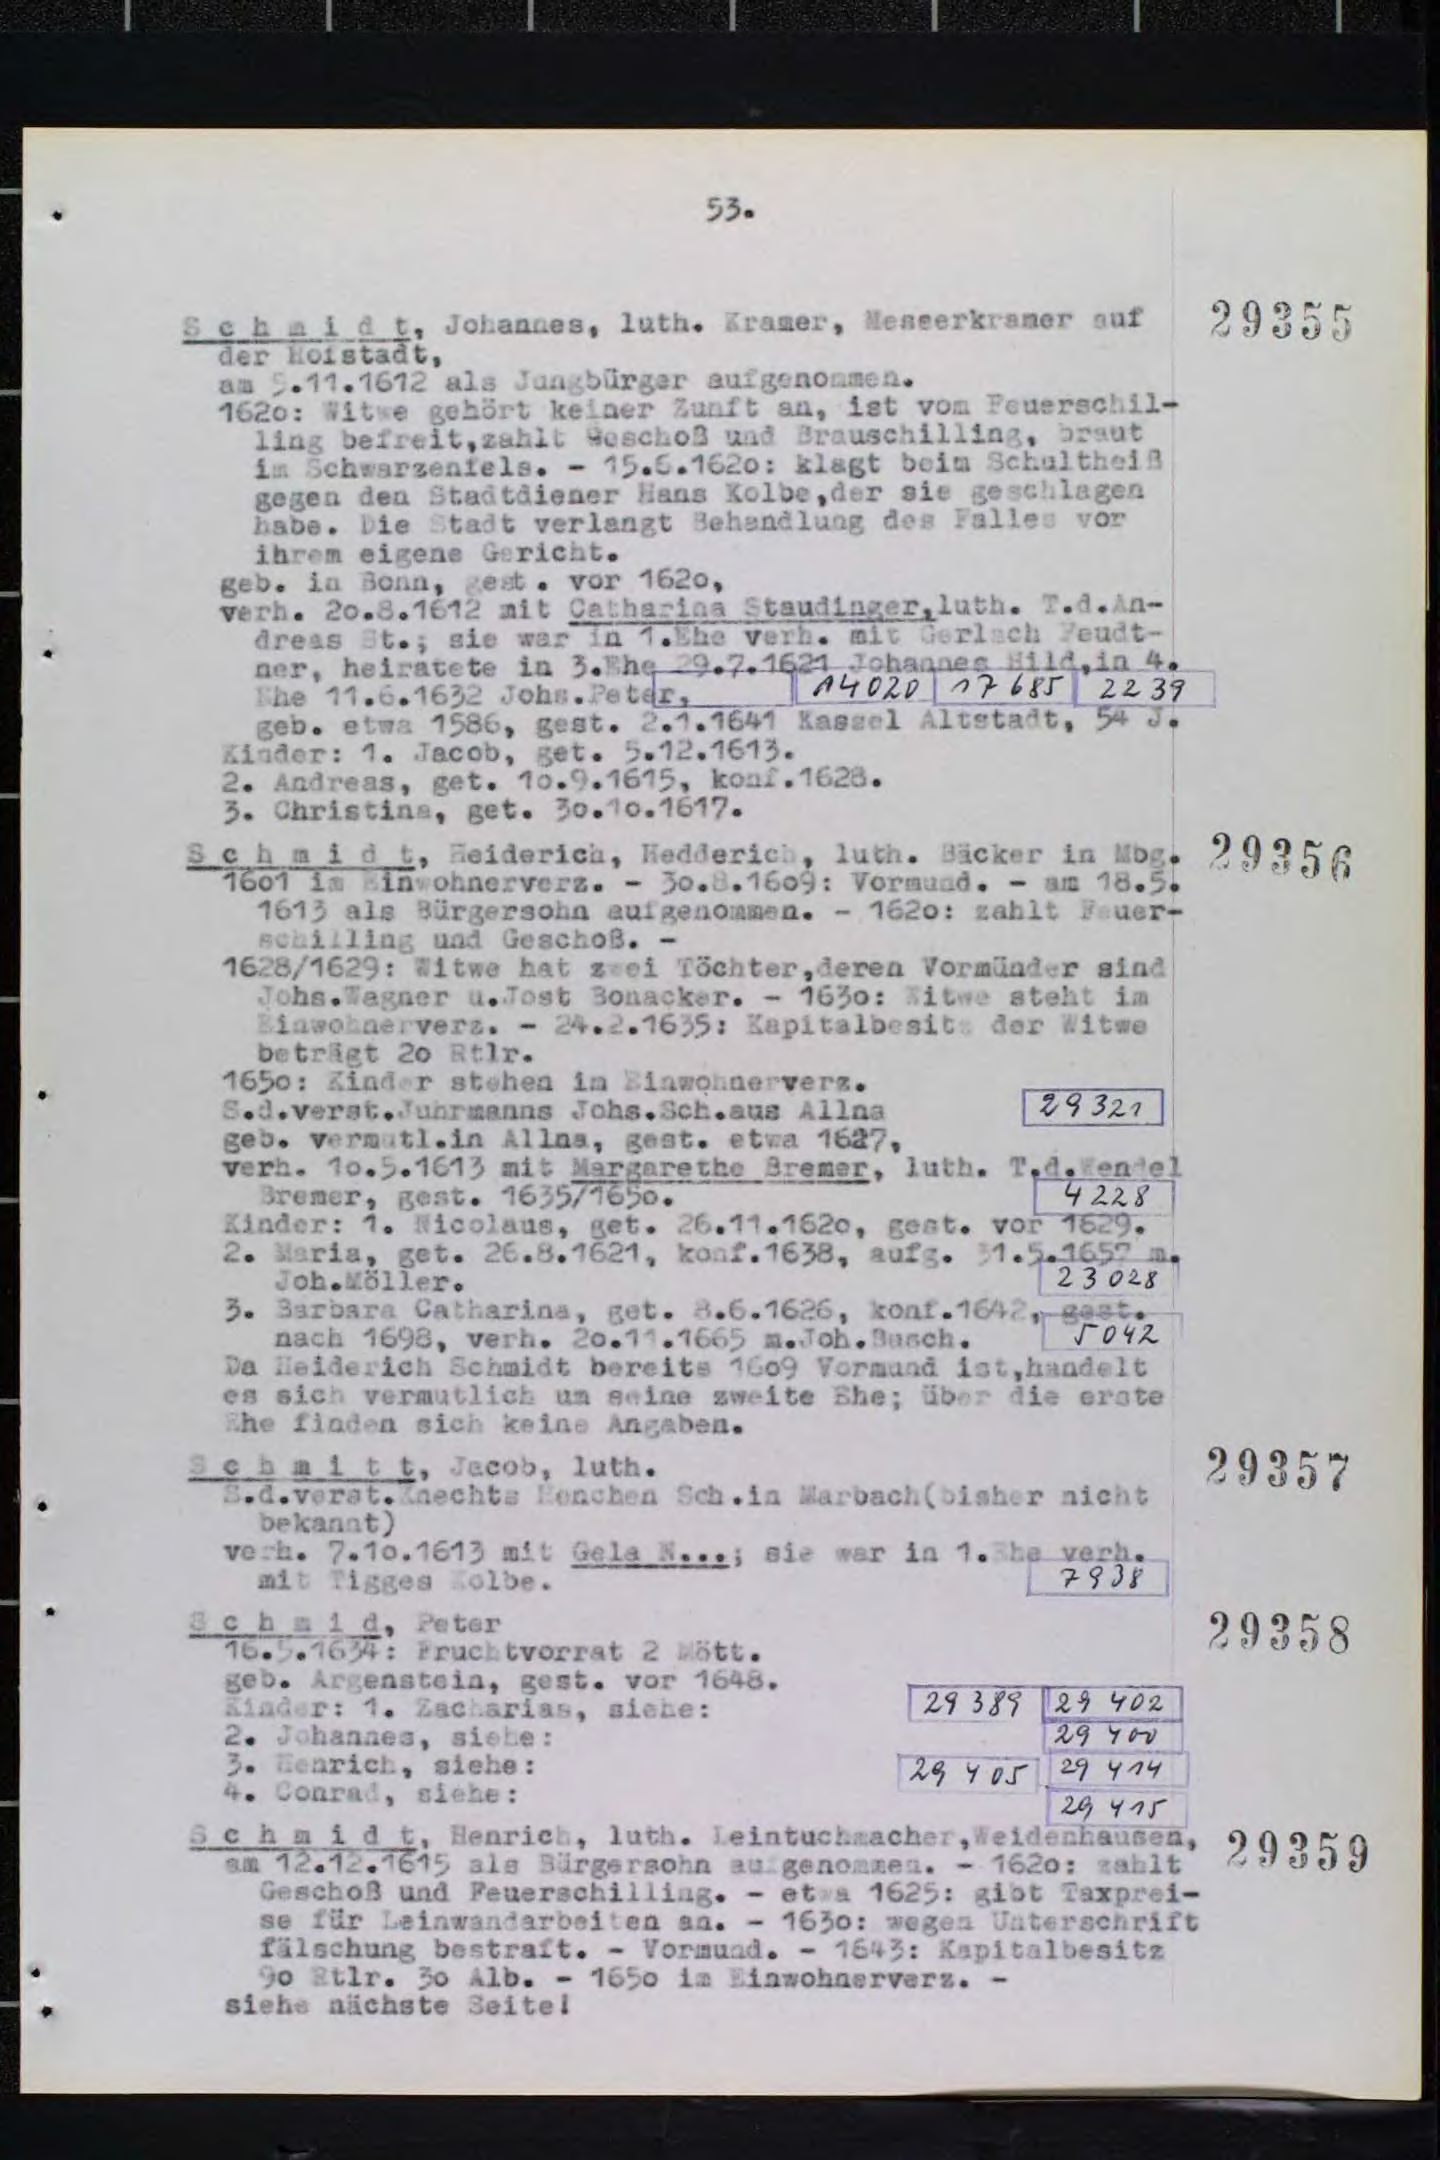 53.
S c h m i d t, Johannes, luth. Kramer, Messerkramer auf 29355
der Hofstadt,
am 5.11.1612 als Jungbürger aufgenommen.
1620: Witwe gehört keiner Zunft an, ist vom Feuerschil-
ling befreit,zahlt Geschoß und Brauschilling, braut
im Schwarzenfels. - 15.6.1620: klagt beim Schultheiß
gegen den Stadtdiener Hans Kolbe,der sie geschlagen
habe. Die Stadt verlangt Behandlung des Falles vor
ihrem eigene Gericht.
geb. in Bonn, gest. vor 1620,
verh. 20.8.1612 mit Catharina Staudinger,luth. T.d.An-
dreas St.; sie war in 1.Ehe verh. mit Gerlach Feudt-
ner, heiratete in 3.Ehe 29.7.1621 Johannes Hild,in 4.
Ehe 11.6.1632 Johs.Peter, 14020 17685 2239
geb. etwa 1586, gest. 2.1.1641 Kassel Altstadt, 54 J.
Kinder: 1. Jacob, get. 5.12.1613.
2. Andreas, get. 10.9.1615, konf.1628.
3. Christina, get. 30.10.1617.
S c h m i d t, Heiderich, Hedderich, luth. Bäcker in Mbg. 29356
1601 im Einwohnerverz. - 30.8.1609: Vormund. - am 18.5.
1613 als Bürgersohn aufgenommen. - 1620: zahlt Feuer-
schilling und Geschoß. -
1628/1629: Witwe hat zwei Töchter,deren Vormünder sind
Johs.Wagner u.Jost Bonacker. - 1630: Witwe steht im
Einwohnerverz. - 24.2.1635: Kapitalbesitz der Witwe
beträgt 20 Rtlr.
1650: Kinder stehen im Einwohnerverz.
S.d.verst.Juhrmanns Johs.Sch.aus Allna 29321
geb. vermutl.in Allna, gest. etwa 1627,
verh. 10.5.1613 mit Margarethe Bremer, luth. T.d.Wendel
Bremer, gest. 1635/1650. 4228
Kinder: 1. Nicolaus, get. 26.11.1620, gest. vor 1629.
2. Maria, get. 26.8.1621, konf.1638, aufg. 31.5.1657 m.
Joh.Möller. 23028
3. Barbara Catharina, get. 8.6.1626, konf.1642, gest.
nach 1698, verh. 20.11.1665 m.Joh.Busch. 5042
Da Heiderich Schmidt bereits 1609 Vormund ist,handelt
es sich vermutlich um seine zweite Ehe; über die erste
Ehe finden sich keine Angaben.
S c h m i t t, Jacob, luth. 29357
S.d.verst.Knechts Henchen Sch.in Marbach(bisher nicht
bekannt)
verh. 7.10.1613 mit Gela N...; sie war in 1.Ehe verh.
mit Tigges Kolbe. 7938
S c h m i d, Peter 29358
16.5.1634: Fruchtvorrat 2 Mött.
geb. Argenstein, gest. vor 1648.
Kinder: 1. Zacharias, siehe: 29389 29402
2. Johannes, siehe: 29400
3. Henrich, siehe: 29405 29414
4. Conrad, siehe: 29415
S c h m i d t, Henrich, luth. Leintuchmacher,Weidenhausen, 29359
am 12.12.1615 als Bürgersohn aufgenommen. - 1620: zahlt
Geschoß und Feuerschilling. - etwa 1625: gibt Taxprei-
se für Leinwandarbeiten an. - 1630: wegen Unterschrift
fälschung bestraft. - Vormund. - 1643: Kapitalbesitz
90 Rtlr. 30 Alb. - 1650 im Einwohnerverz. -
siehe nächste Seite!